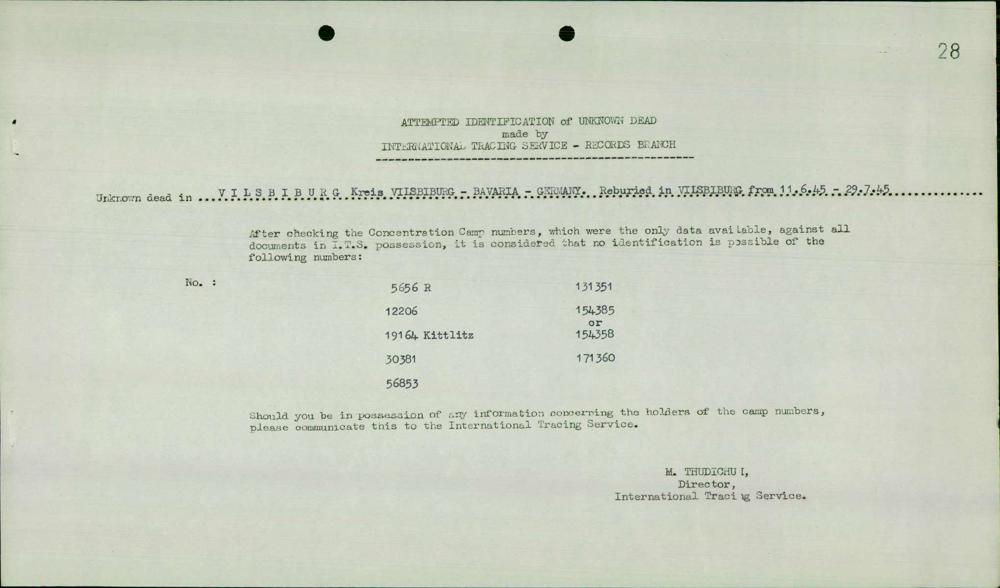 28
ATTEMPTED IDENTIFICATION of UNKNOWN DEAD
made by
INTERNATIONAL TRACING SERVICE - RECORDS BRANCH
Unknown dead in ... V I L S B I B U R G Kreis VILSBIBURG - BAVARIA - GERMANY. Reburied in VILSBIBURG from 11.6.45 - 29.7.45
After checking the Concentration Camp numbers, which were the only data available, against all
documents in I.T.S. possession, it is considered that no identification is possible of the
following numbers:
No. :
5656 R 131351
12206 154385
or
19164 Kittlitz 154358
30381 171360
56853
Should you be in possession of any information concerning the holders of the camp numbers,
please communicate this to the International Tracing Service.
M. THUDICHU I,
Director,
International Traci g Service.